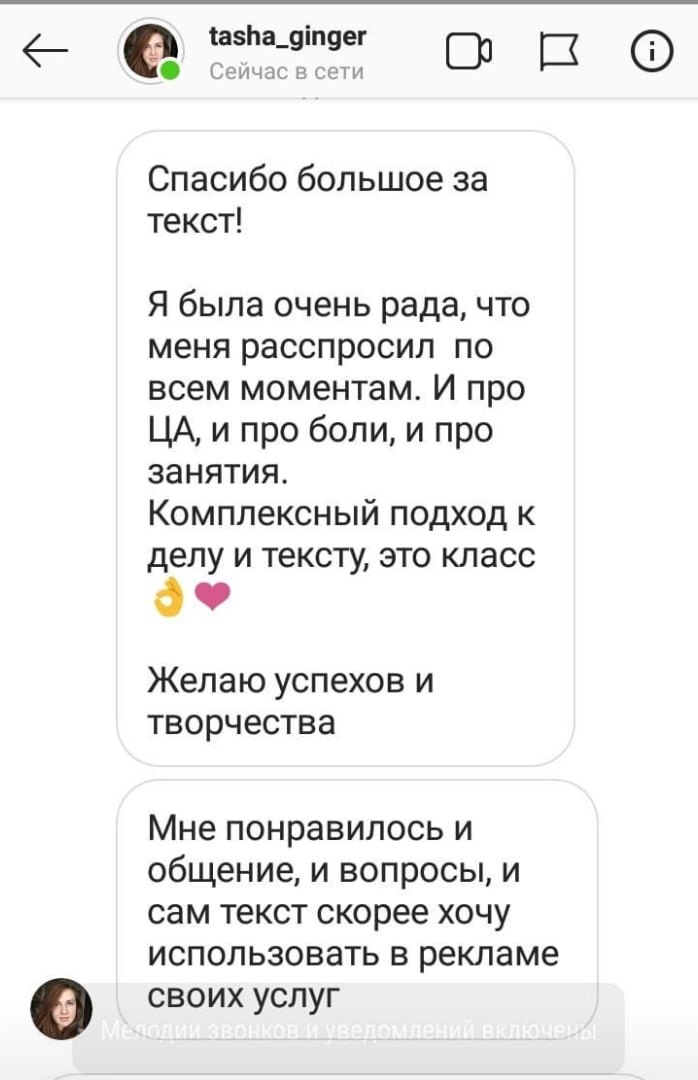 tasha_ginger
Сейчас в сети
Спасибо большое за
текст!
Я была очень рада, что
меня расспросил по
всем моментам. И про
ЦА, и про боли, и про
занятия.
Комплексный подход к
делу и тексту, это класс
👌❤
Желаю успехов и
творчества
Мне понравилось и
общение, и вопросы, и
сам текст скорее хочу
использовать в рекламе
своих услуг
Мелодии звонков и уведомлений включены